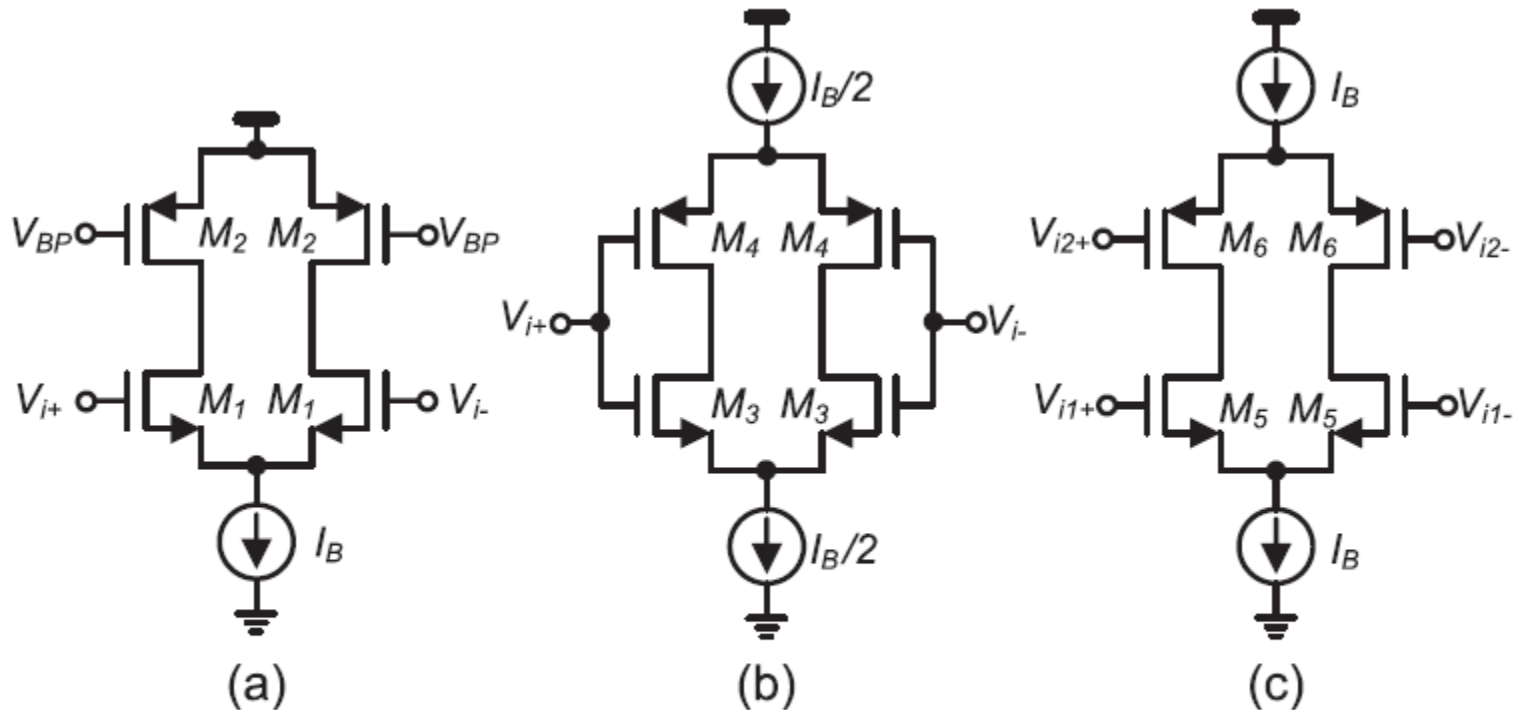 I_B/2 I_B
V_BP M_2 M_2 V_BP M_4 M_4 V_i2+ M_6 M_6 V_i2-
V_i+ V_i-
V_i+ M_1 M_1 V_i- M_3 M_3 V_i1+ M_5 M_5 V_i1-
I_B I_B/2 I_B
(a) (b) (c)